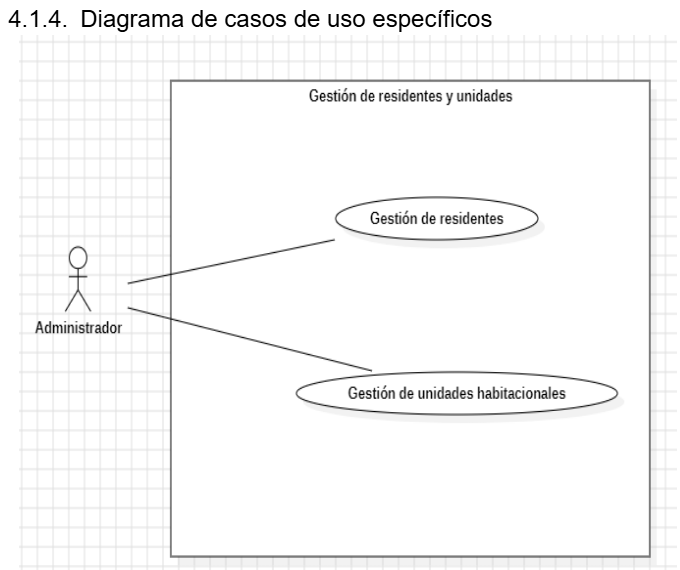 4.1.4. Diagrama de casos de uso específicos
Gestión de residentes y unidades
Gestión de residentes
Administrador
Gestión de unidades habitacionales